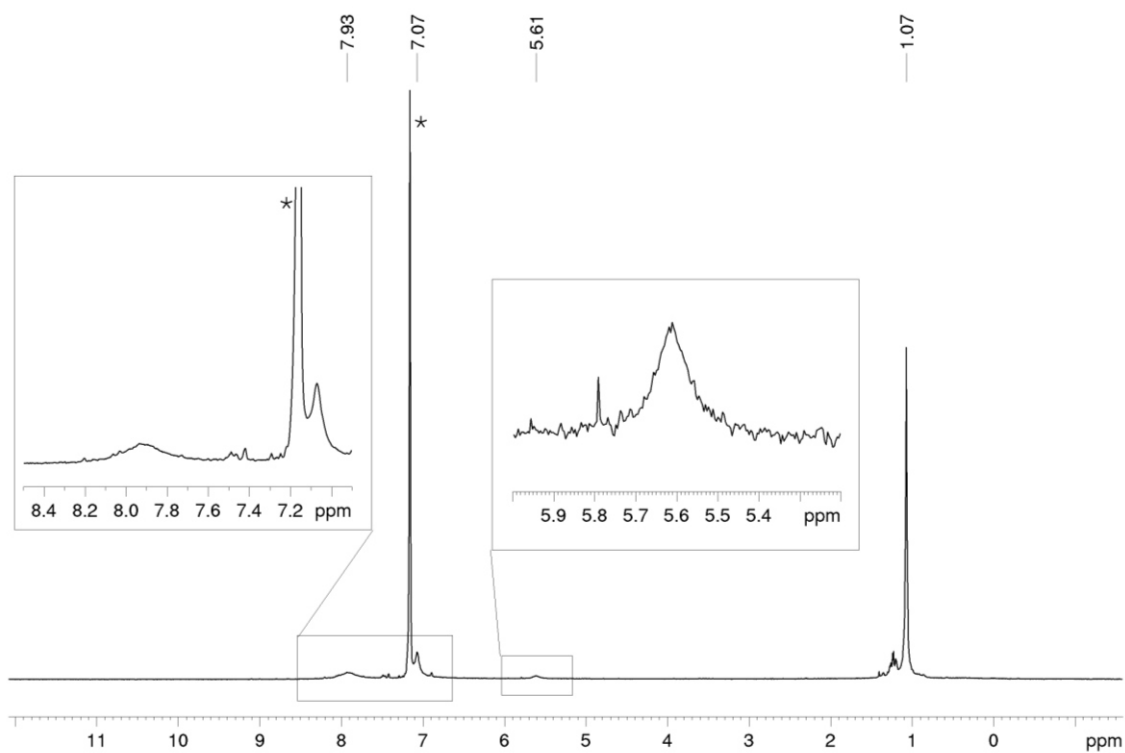 7.93 7.07 5.61 1.07
*
*
8.4 8.2 8.0 7.8 7.6 7.4 7.2 ppm
5.9 5.8 5.7 5.6 5.5 5.4 ppm
11 10 9 8 7 6 5 4 3 2 1 0 ppm